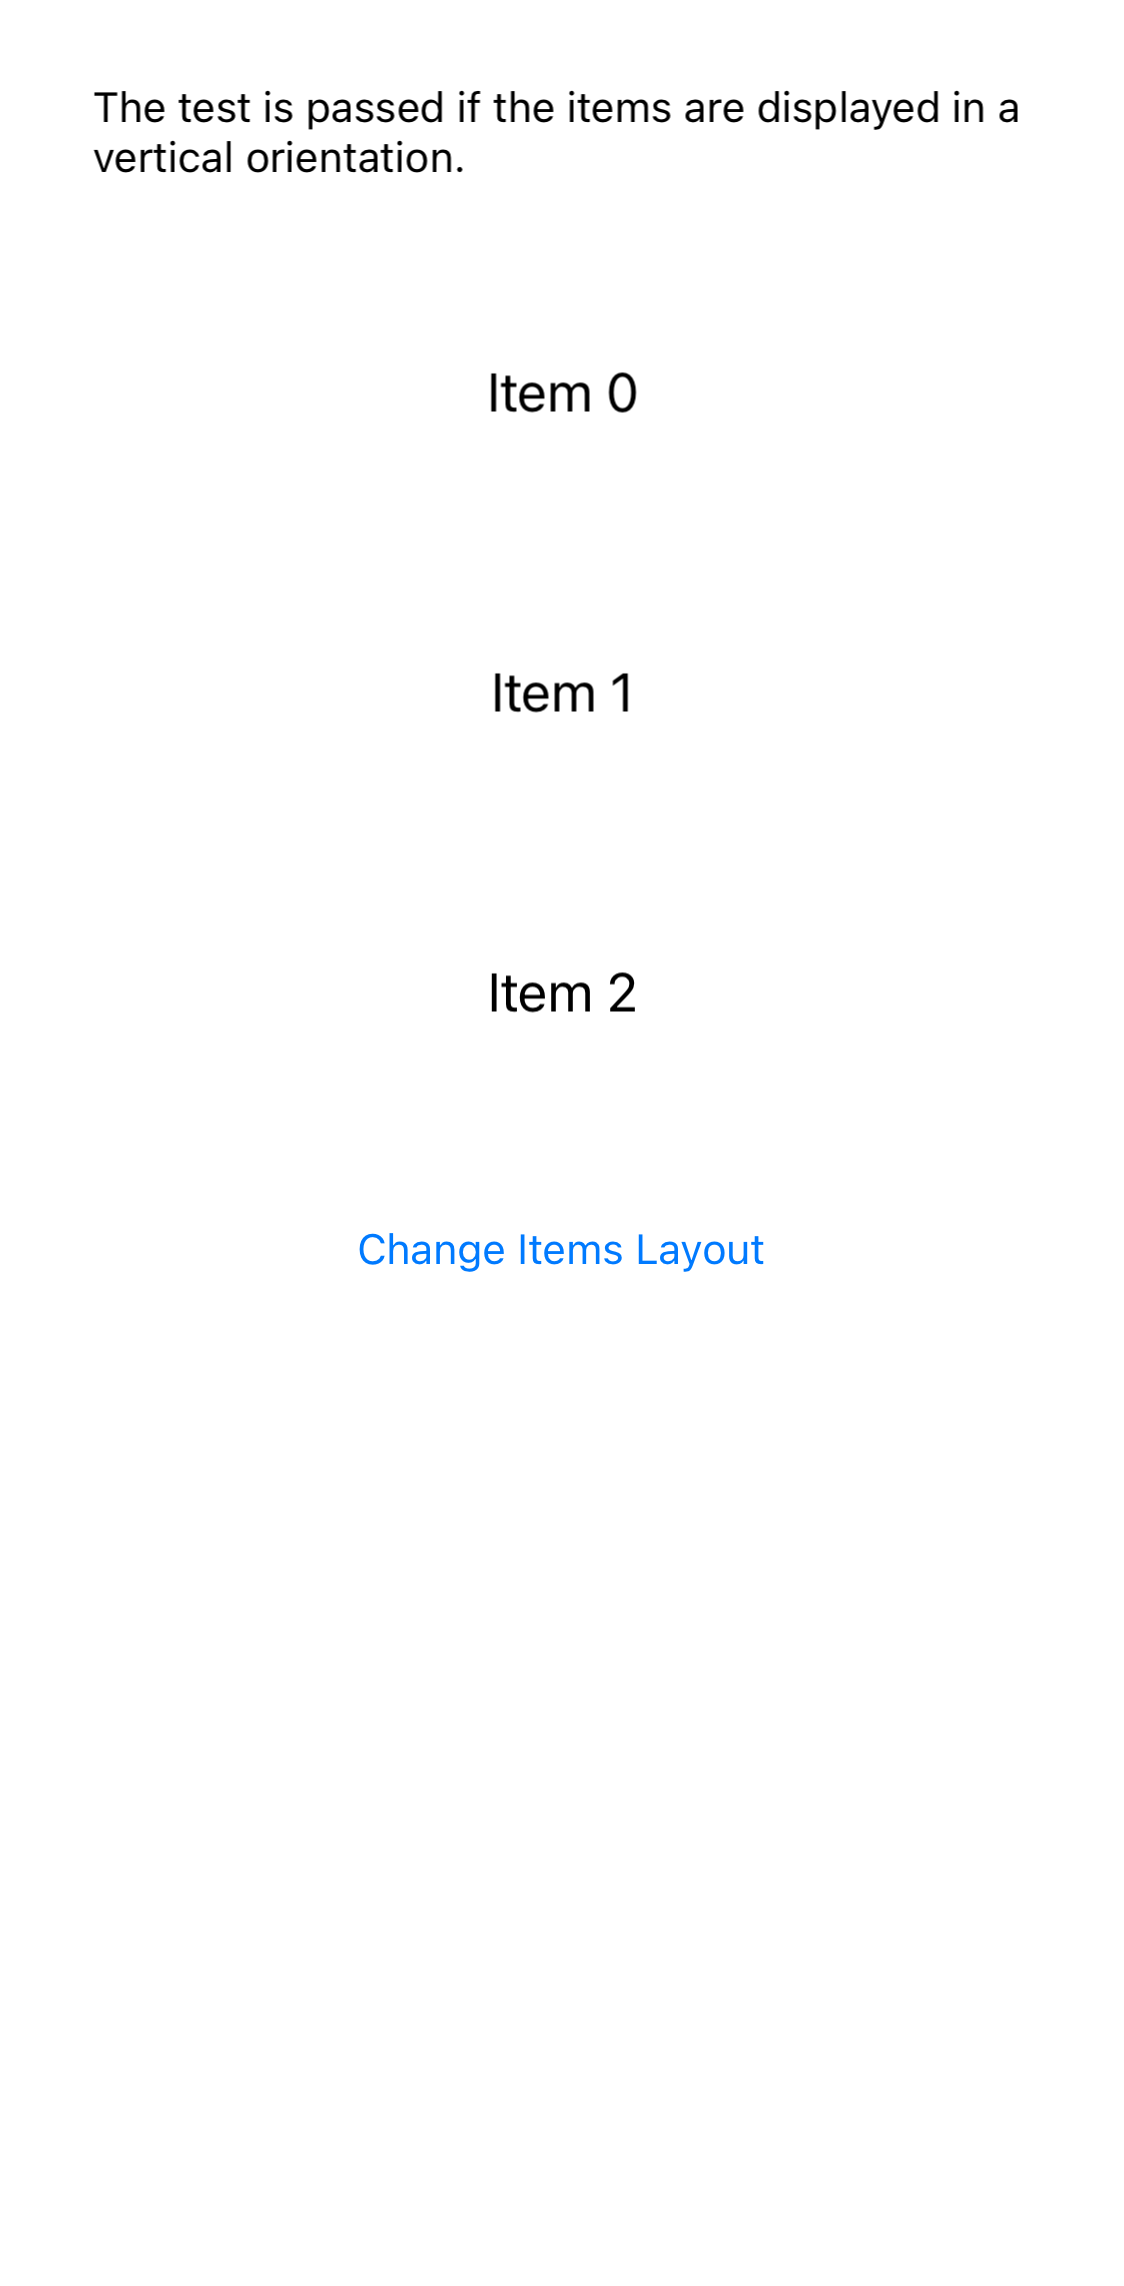 The test is passed if the items are displayed in a
vertical orientation.
Item 0
Item 1
Item 2
Change Items Layout